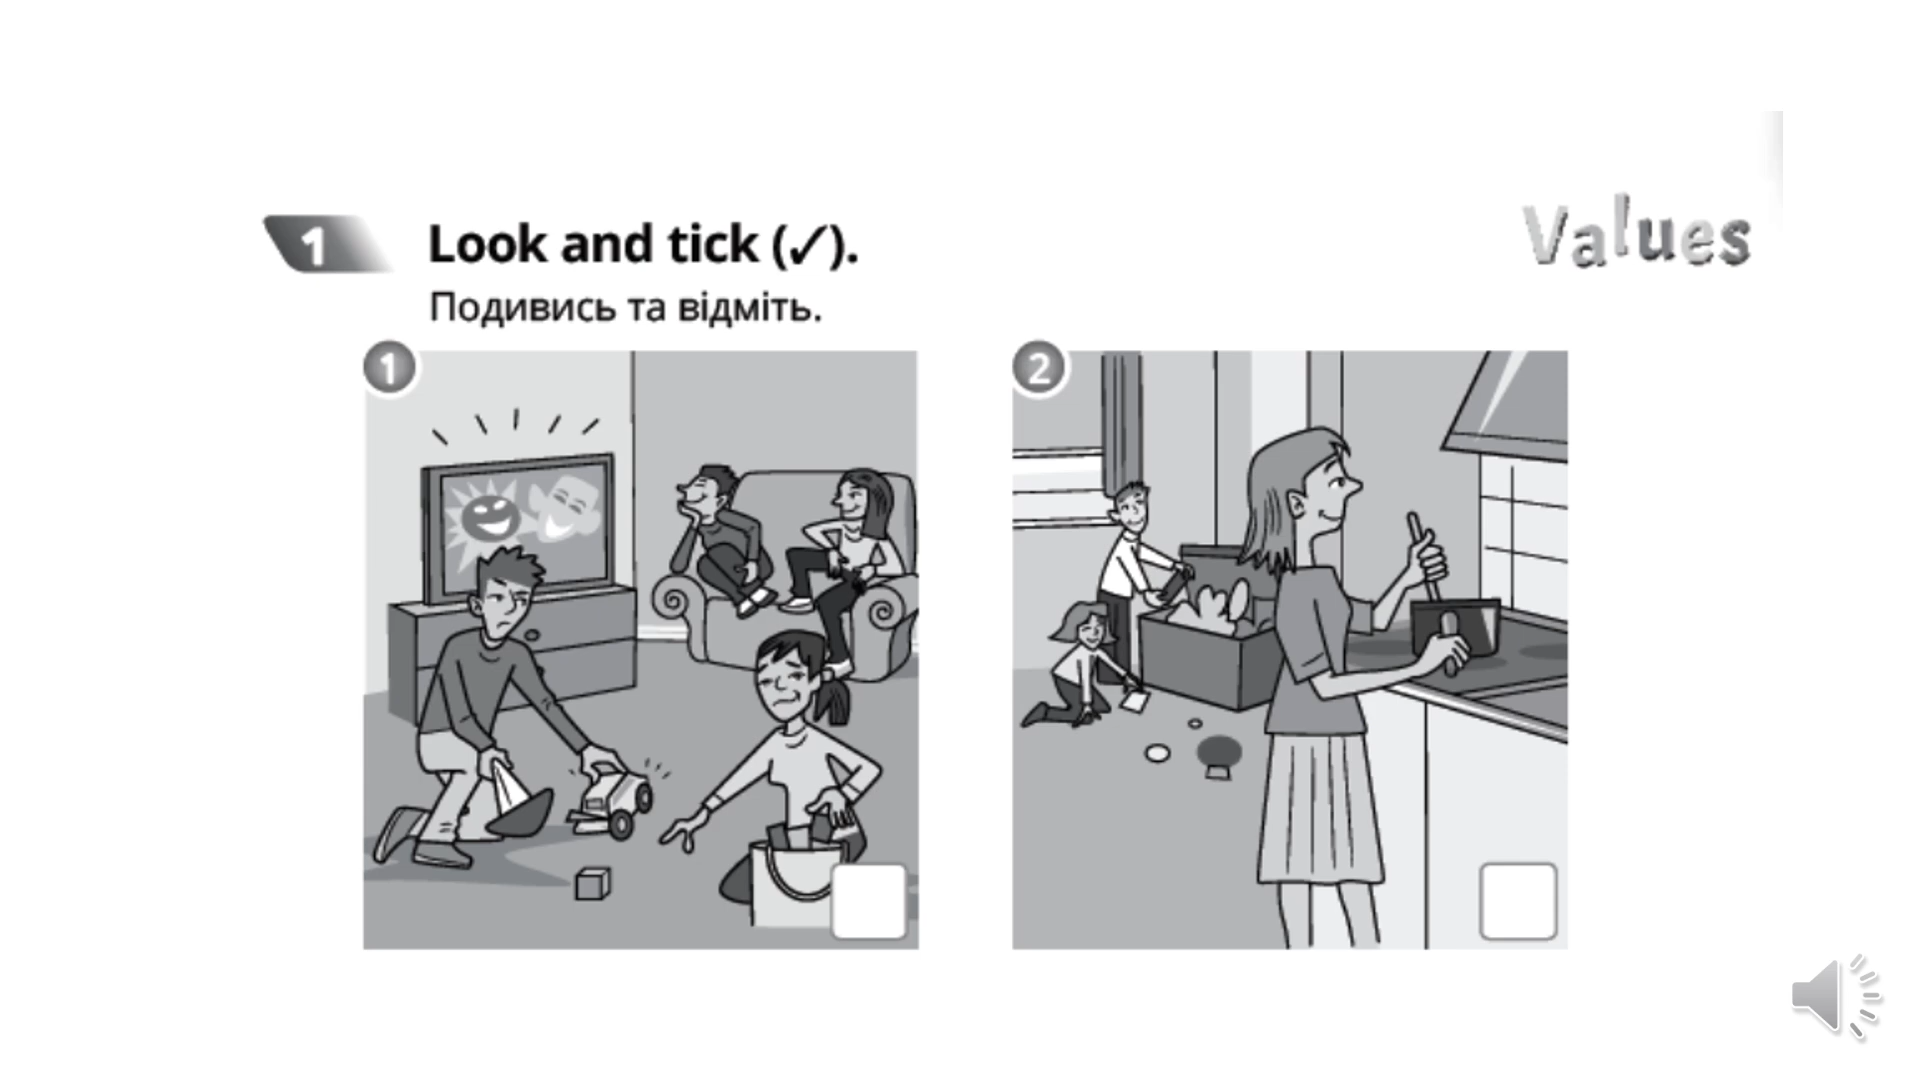 1 Look and tick (✓).
Values
Подивись та відміть.
1
2